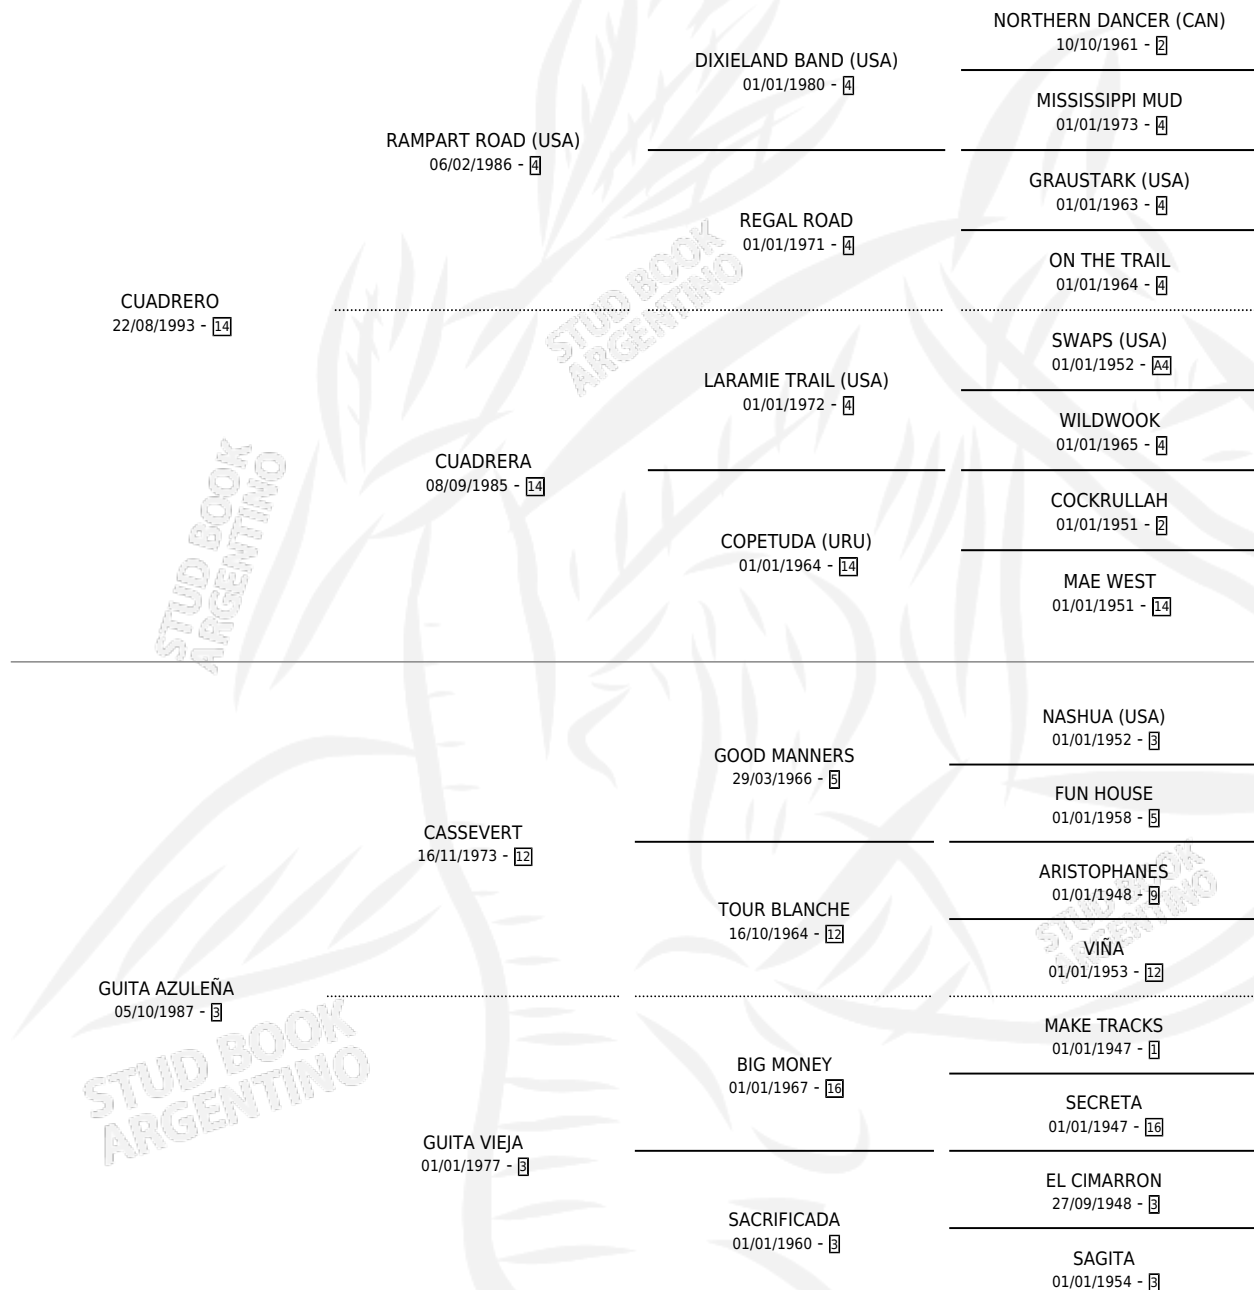 NORTHERN DANCER (CAN)
10/10/1961 - 2
DIXIELAND BAND (USA)
01/01/1980 - 4
MISSISSIPPI MUD
01/01/1973 - 4
RAMPART ROAD (USA)
06/02/1986 - 4
GRAUSTARK (USA)
01/01/1963 - 4
REGAL ROAD
01/01/1971 - 4
ON THE TRAIL
01/01/1964 - 4
CUADRERO
22/08/1993 - 14
SWAPS (USA)
01/01/1952 - A4
LARAMIE TRAIL (USA)
01/01/1972 - 4
WILDWOOK
01/01/1965 - 4
CUADRERA
08/09/1985 - 14
COCKRULLAH
01/01/1951 - 2
COPETUDA (URU)
01/01/1964 - 14
MAE WEST
01/01/1951 - 14
STUD BOOK
ARGENTINO
STUD BOOK
ARGENTINO
NASHUA (USA)
01/01/1952 - 3
GOOD MANNERS
29/03/1966 - 5
FUN HOUSE
01/01/1958 - 5
CASSEVERT
16/11/1973 - 12
ARISTOPHANES
01/01/1948 - 9
TOUR BLANCHE
16/10/1964 - 12
VIÑA
01/01/1953 - 12
STUD BOOK
ARGENTINO
GUITA AZULEÑA
05/10/1987 - 3
MAKE TRACKS
01/01/1947 - 1
BIG MONEY
01/01/1967 - 16
SECRETA
01/01/1947 - 16
GUITA VIEJA
01/01/1977 - 3
EL CIMARRON
27/09/1948 - 3
SACRIFICADA
01/01/1960 - 3
SAGITA
01/01/1954 - 3
STUD BOOK
ARGENTINO